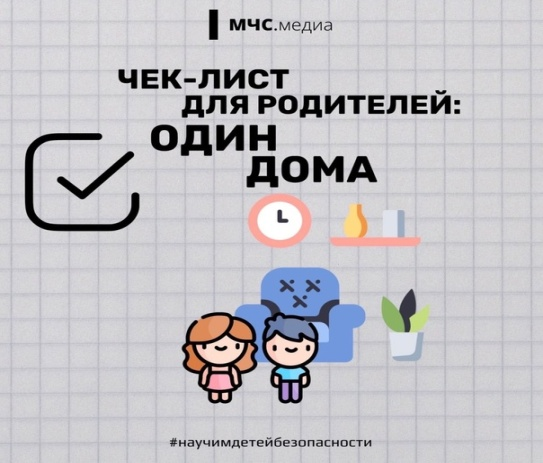 МЧС.медиа
ЧЕК-ЛИСТ
ДЛЯ РОДИТЕЛЕЙ:
ОДИН
ДОМА
#научимдетейбезопасности